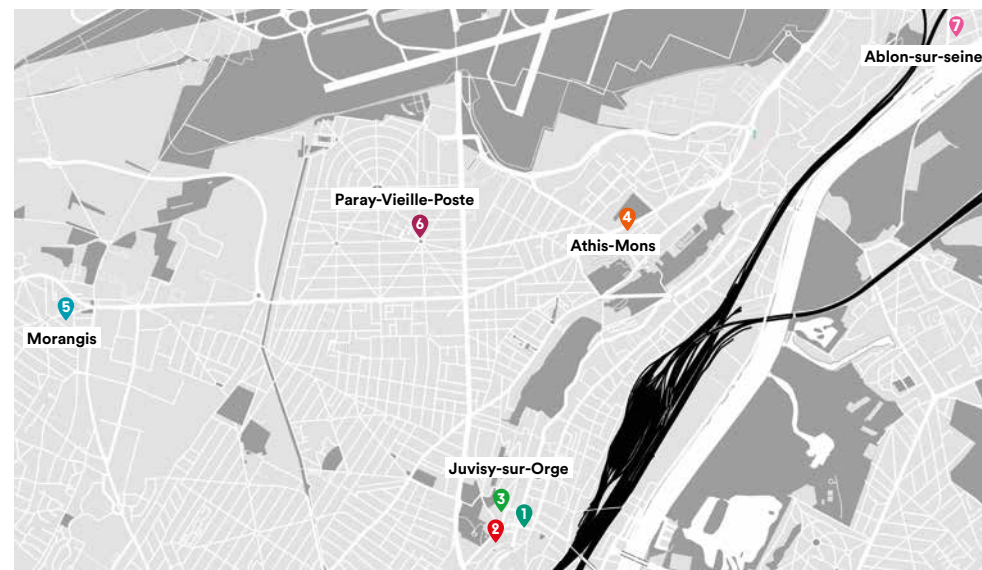 7
Ablon-sur-seine
Paray-Vieille-Poste
6
4
Athis-Mons
5
Morangis
Juvisy-sur-Orge
3
1
2